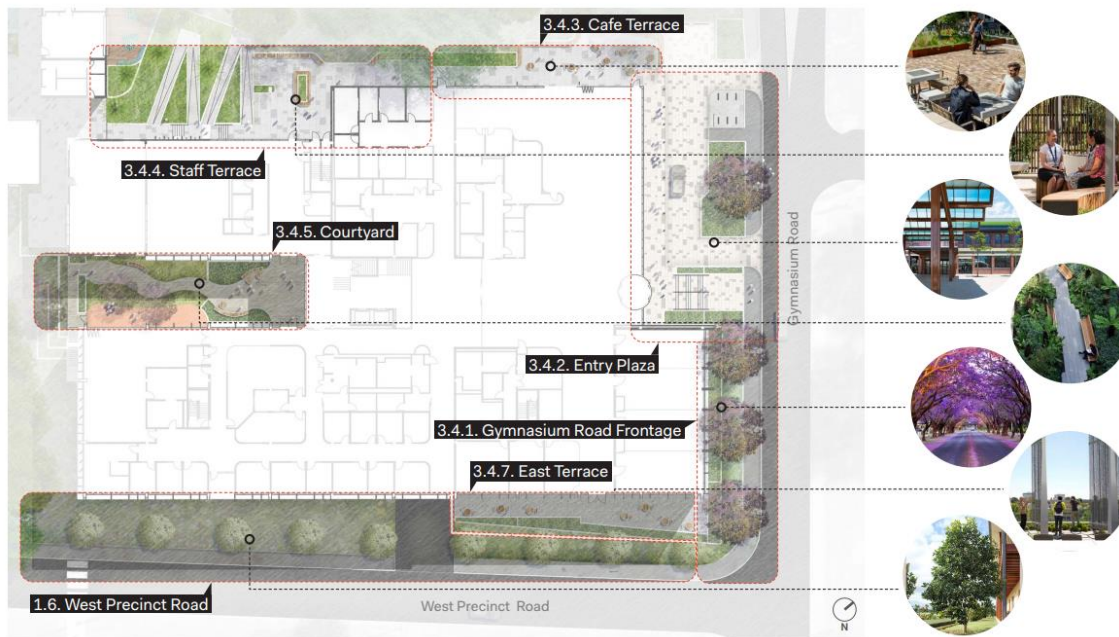 3.4.3. Cafe Terrace
3.4.4. Staff Terrace
3.4.5. Courtyard
Gymnasium Road
3.4.2. Entry Plaza
3.4.1. Gymnasium Road Frontage
3.4.7. East Terrace
1.6. West Precinct Road
West Precinct Road
N